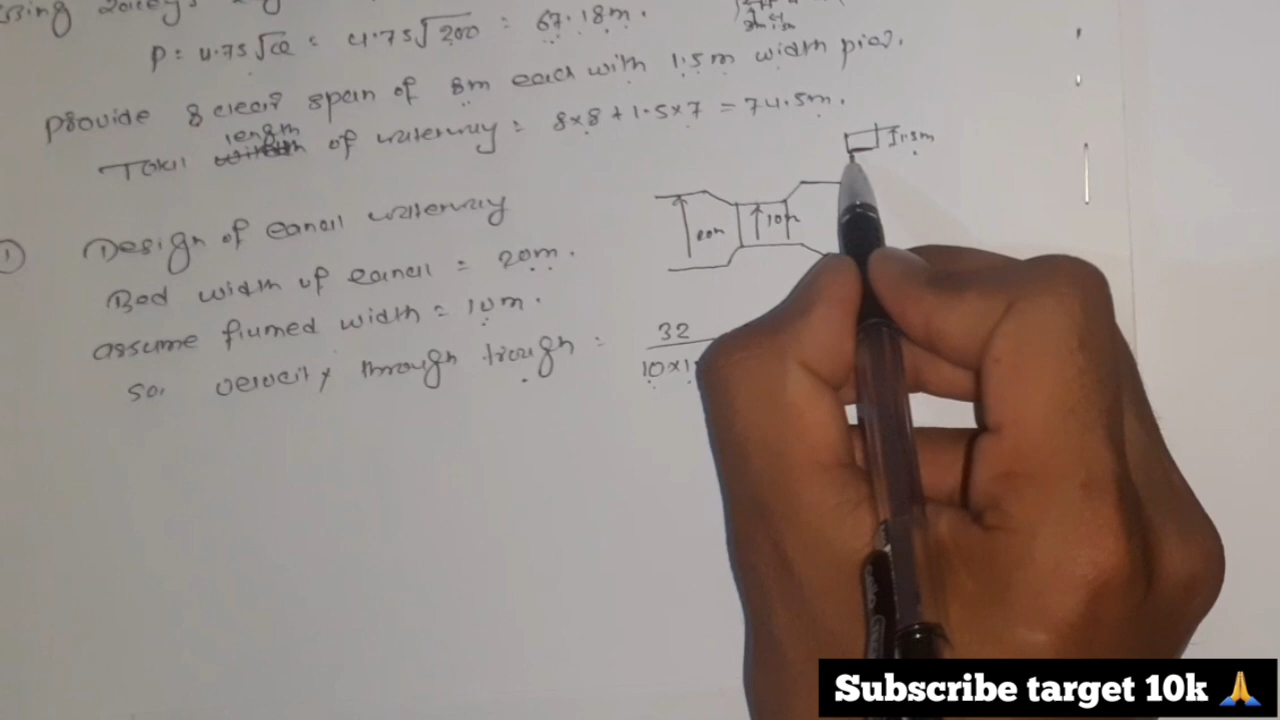 P = 4.75√Q = 4.75√200 = 67.18m.
Provide 8 clear span of 8m each with 1.5m width pier.
length
Total of waterway = 8×8+1.5×7 = 74.5m.
1.5m
① Design of canal waterway
20m 10m
Bed width of canal = 20m.
assume flumed width = 10m.
So, velocity through trough = 32
10×1
Subscribe target 10k 🙏